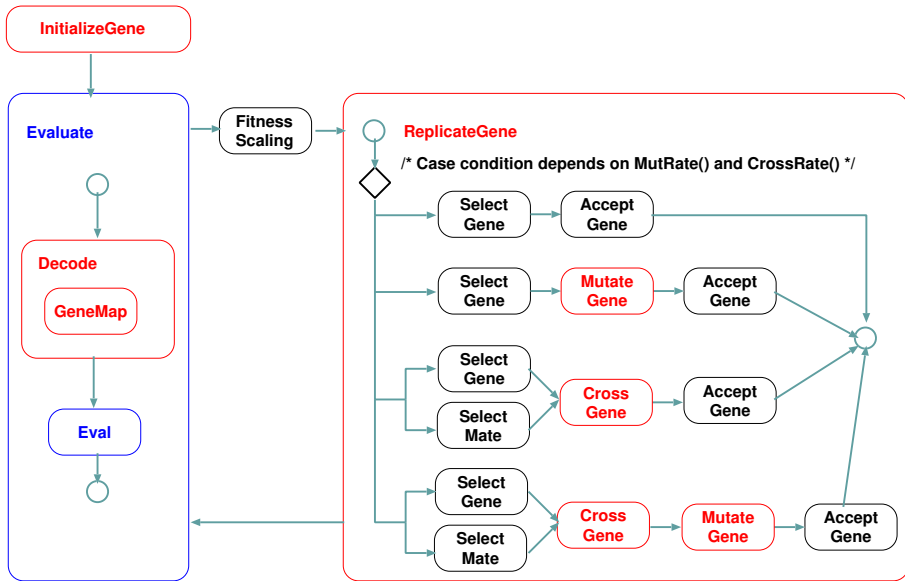 InitializeGene
Evaluate
Decode
GeneMap
Eval
Fitness
Scaling
ReplicateGene
/* Case condition depends on MutRate() and CrossRate() */
Select
Gene
Accept
Gene
Select
Gene
Mutate
Gene
Accept
Gene
Select
Gene
Select
Mate
Cross
Gene
Accept
Gene
Select
Gene
Select
Mate
Cross
Gene
Mutate
Gene
Accept
Gene